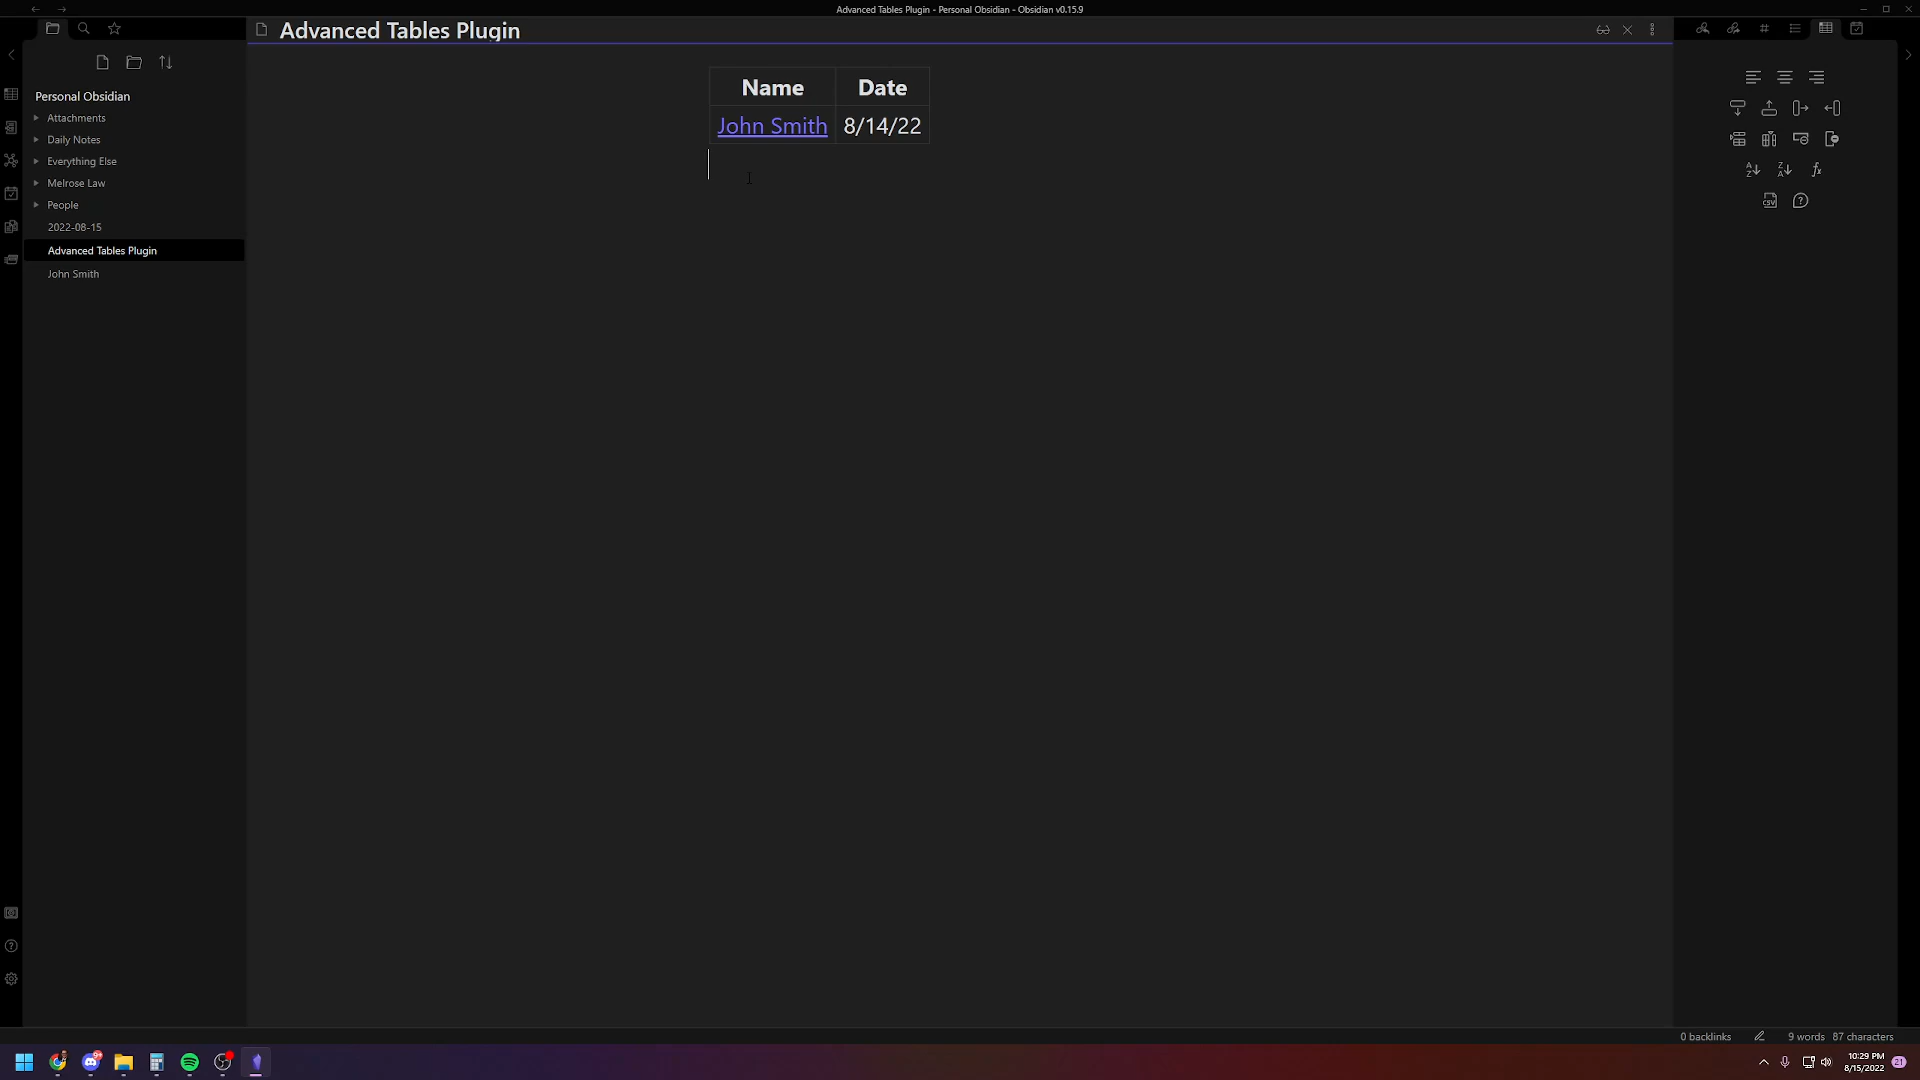 Advanced Tables Plugin - Personal Obsidian - Obsidian v0.15.9
Advanced Tables Plugin
Personal Obsidian
Attachments
Daily Notes
Everything Else
Melrose Law
People
2022-08-15
Advanced Tables Plugin
John Smith
Name Date
John Smith 8/14/22
0 backlinks 9 words 87 characters
10:29 PM
8/15/2022
21